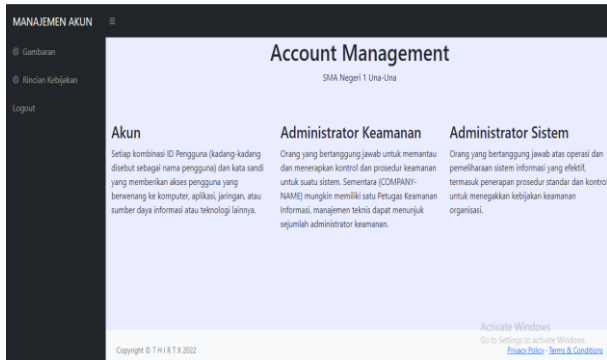 MANAJEMEN AKUN
Gambaran
Rincian Kebijakan
Logout
Account Management
SMA Negeri 1 Una-Una
Akun
Setiap kombinasi ID Pengguna (kadang-kadang
disebut sebagai nama pengguna) dan kata sandi
yang memberikan akses pengguna yang
berwenang ke komputer, aplikasi, jaringan, atau
sumber daya informasi atau teknologi lainnya.
Administrator Keamanan
Orang yang bertanggung jawab untuk memantau
dan menerapkan kontrol dan prosedur keamanan
untuk suatu sistem. Sementara {COMPANY-
NAME} mungkin memiliki satu Petugas Keamanan
Informasi, manajemen teknis dapat menunjuk
sejumlah administrator keamanan.
Administrator Sistem
Orang yang bertanggung jawab atas operasi dan
pemeliharaan sistem informasi yang efektif,
termasuk penerapan prosedur standar dan kontrol
untuk menegakkan kebijakan keamanan
organisasi.
Activate Windows
Go to Settings to activate Windows.
Copyright © T H I R T X 2022
Privacy Policy · Terms & Conditions